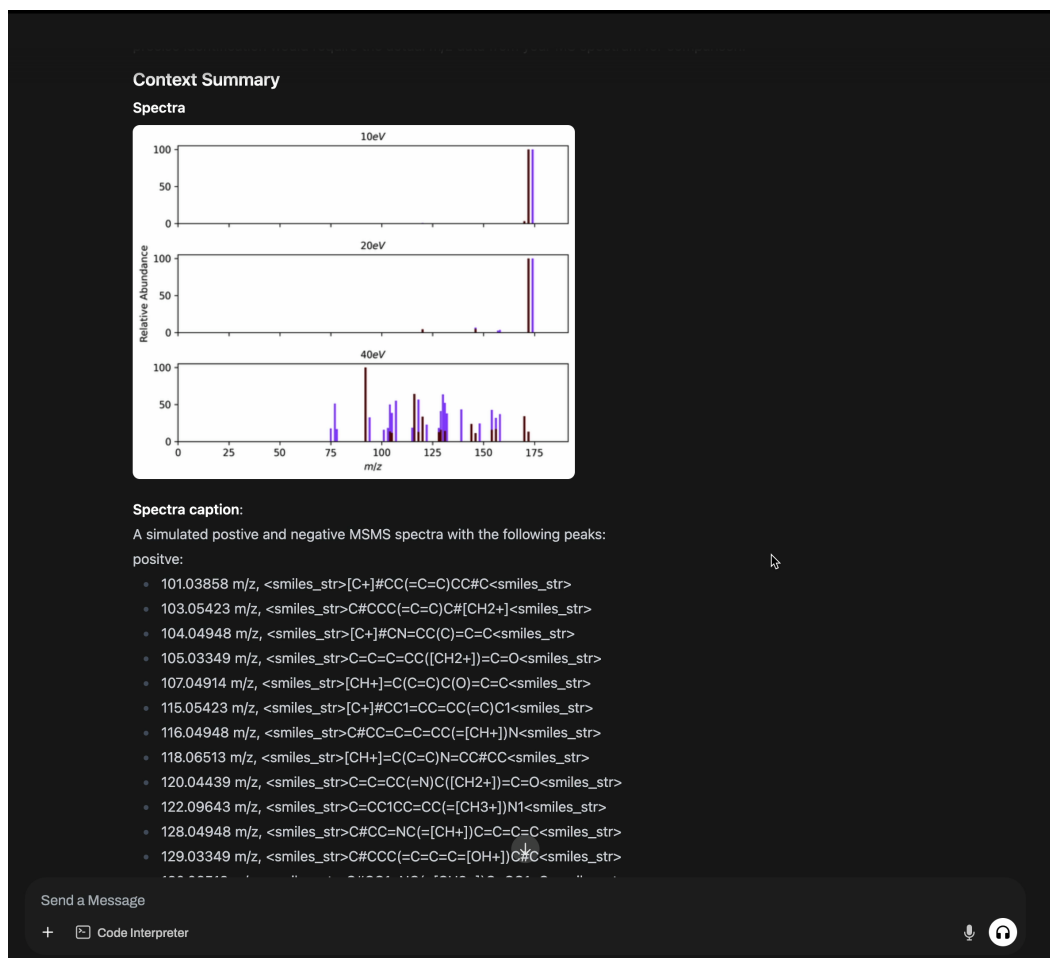 Context Summary
Spectra
10eV
100
50
0
20eV
100
50
0
Relative Abundance
40eV
100
50
0
0 25 50 75 100 125 150 175
m/z
Spectra caption:
A simulated postive and negative MSMS spectra with the following peaks:
positve:
101.03858 m/z, <smiles_str>[C+]#CC(=C=C)CC#C<smiles_str>
103.05423 m/z, <smiles_str>C#CCC(=C=C)C#[CH2+]<smiles_str>
104.04948 m/z, <smiles_str>[C+]#CN=CC(C)=C=C<smiles_str>
105.03349 m/z, <smiles_str>C=C=C=CC([CH2+])=C=O<smiles_str>
107.04914 m/z, <smiles_str>[CH+]=C(C=C)C(O)=C=C<smiles_str>
115.05423 m/z, <smiles_str>[C+]#CC1=CC=CC(=C)C1<smiles_str>
116.04948 m/z, <smiles_str>C#CC=C=C=CC(=[CH+])N<smiles_str>
118.06513 m/z, <smiles_str>[CH+]=C(C=C)N=CC#CC<smiles_str>
120.04439 m/z, <smiles_str>C=C=CC(=N)C([CH2+])=C=O<smiles_str>
122.09643 m/z, <smiles_str>C=CC1CC=CC(=[CH3+])N1<smiles_str>
128.04948 m/z, <smiles_str>C#CC=NC(=[CH+])C=C=C=C<smiles_str>
129.03349 m/z, <smiles_str>C#CCC(=C=C=C=[OH+])C#C<smiles_str>
Send a Message
Code Interpreter